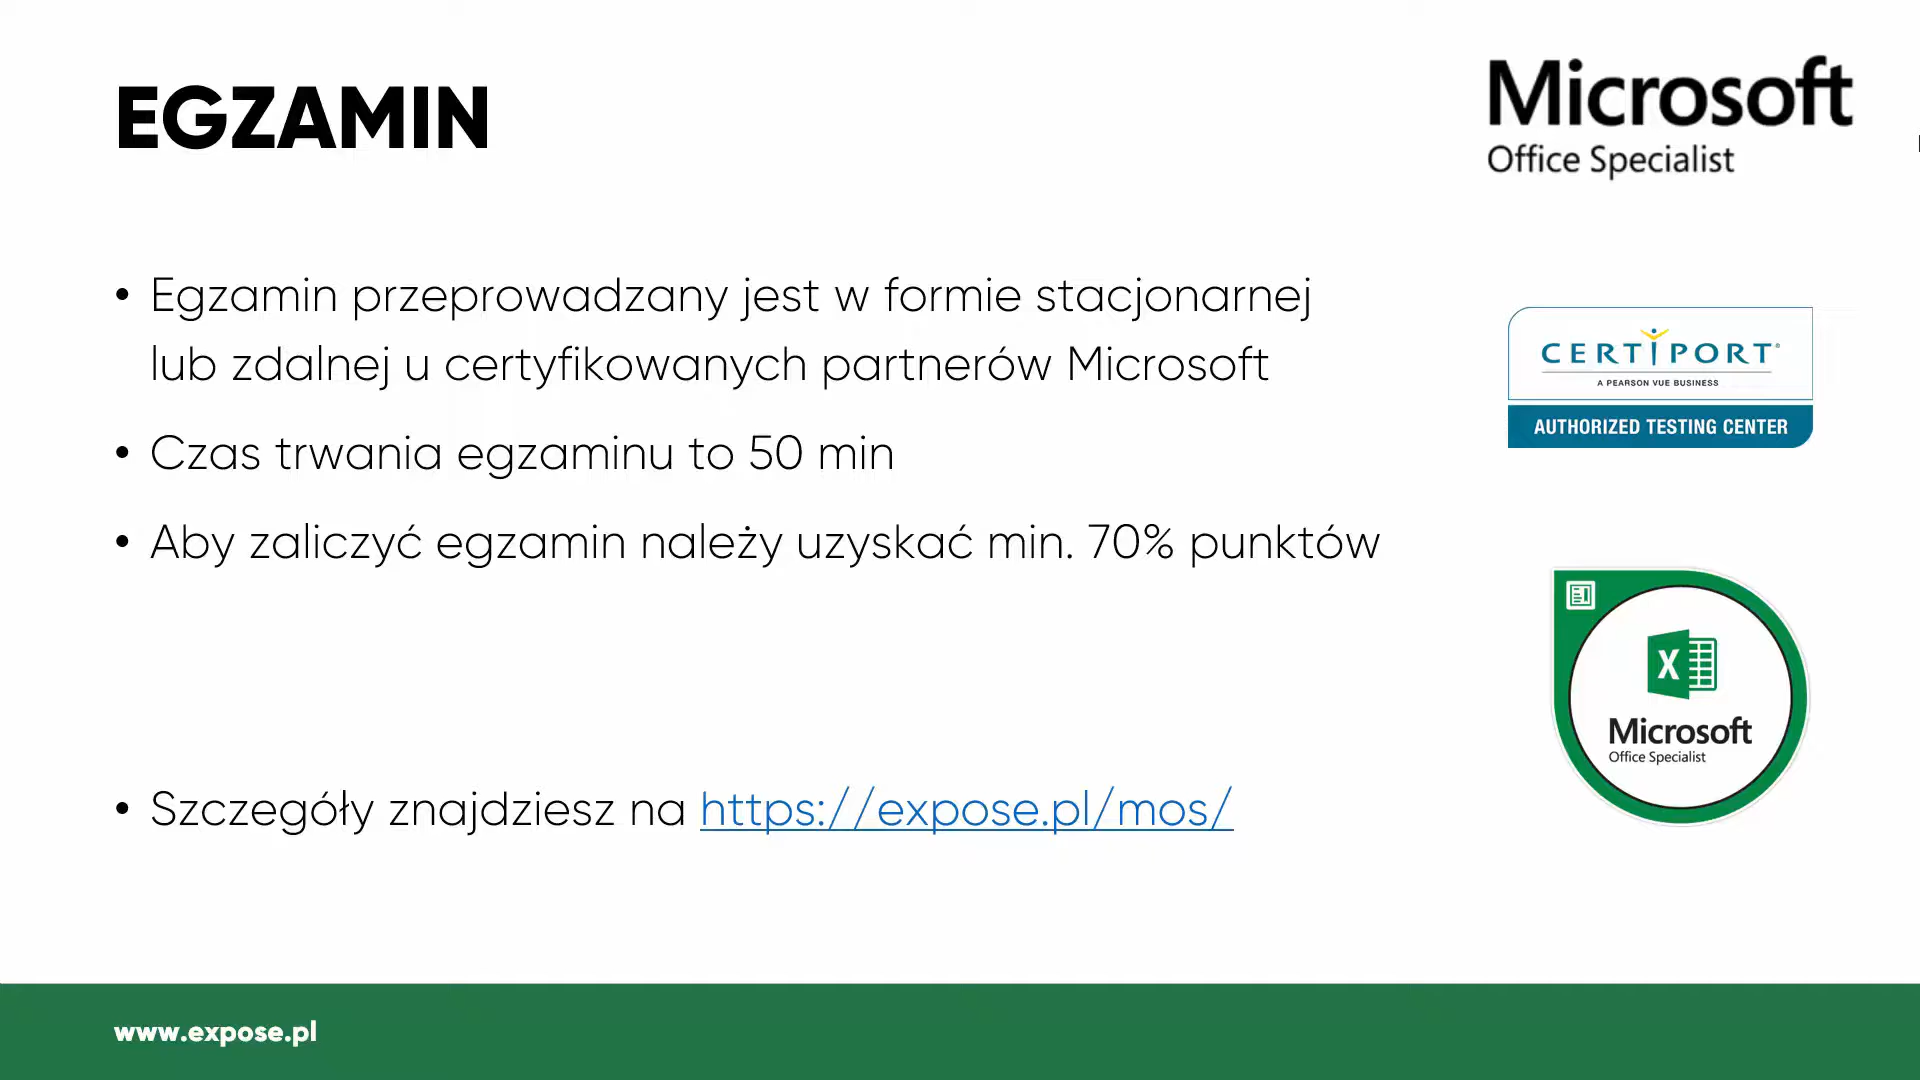 EGZAMIN
Microsoft
Office Specialist
• Egzamin przeprowadzany jest w formie stacjonarnej
lub zdalnej u certyfikowanych partnerów Microsoft
• Czas trwania egzaminu to 50 min
• Aby zaliczyć egzamin należy uzyskać min. 70% punktów
• Szczegóły znajdziesz na https://expose.pl/mos/
CERTIPORT®
A PEARSON VUE BUSINESS
AUTHORIZED TESTING CENTER
X
Microsoft
Office Specialist
www.expose.pl